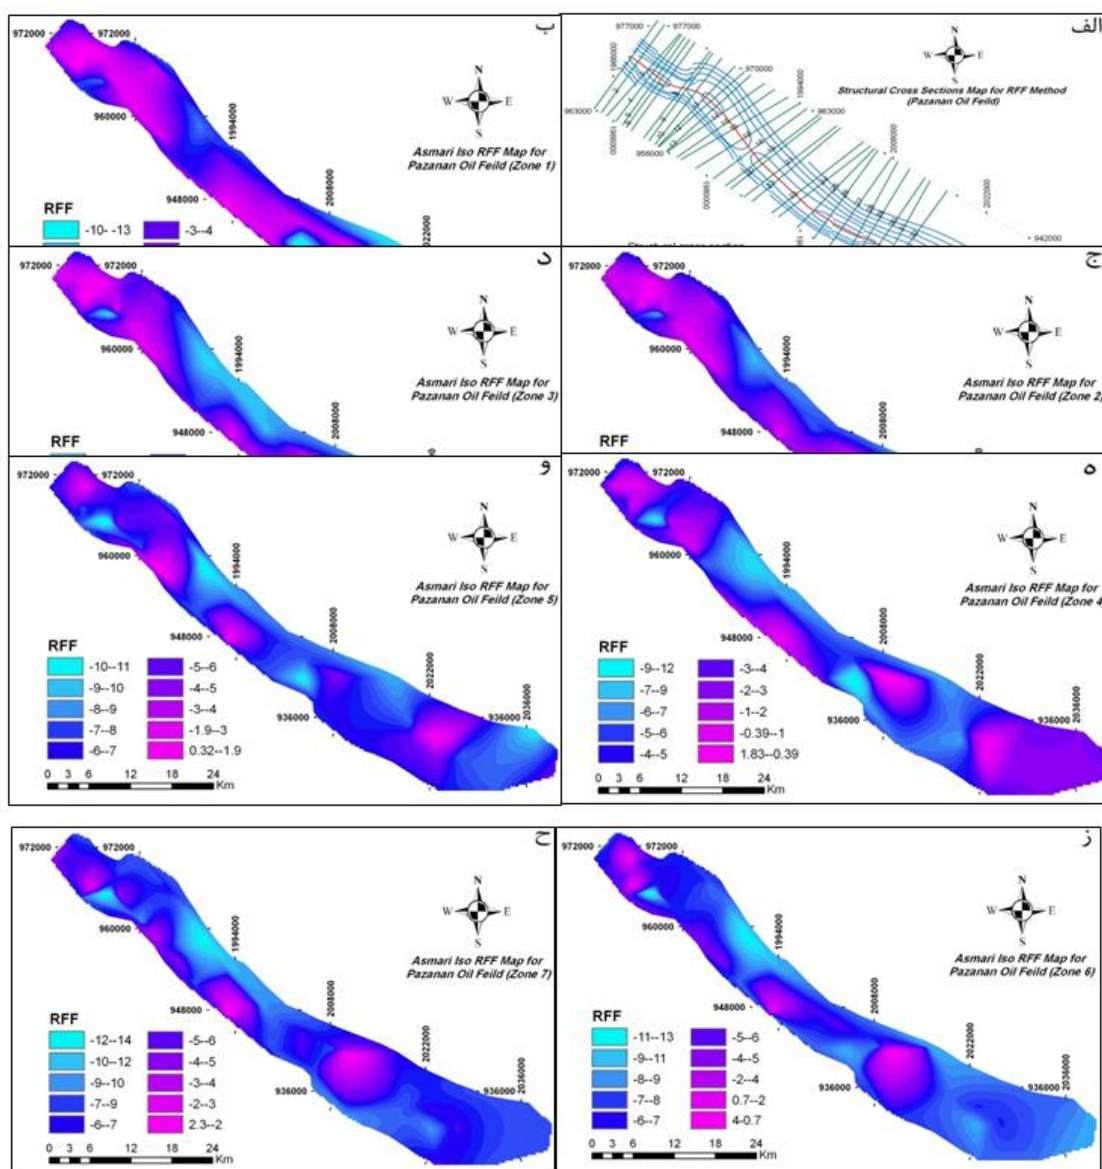 الف
977000
977000
N
W E
S
Structural Cross Sections Map for RFF Method
(Pazanan Oil Feild)
970000
1994000
963000
963000
956000
2008000
2022000
942000
ب
972000
972000
N
W E
S
Asmari Iso RFF Map for
Pazanan Oil Feild (Zone 1)
960000
1994000
948000
2008000
022000
RFF
-10--13
-3--4
ج
972000
972000
N
W E
S
Asmari Iso RFF Map for
Pazanan Oil Feild (Zone 2)
960000
1994000
948000
2008000
RFF
د
972000
972000
N
W E
S
Asmari Iso RFF Map for
Pazanan Oil Feild (Zone 3)
960000
1994000
948000
2008000
RFF
ه
972000
972000
N
W E
S
Asmari Iso RFF Map for
Pazanan Oil Feild (Zone 4
960000
1994000
948000
2008000
2022000
936000
936000
2036000
RFF
-9--12
-7--9
-6--7
-5--6
-4--5
-3--4
-2--3
-1--2
-0.39--1
1.83--0.39
0 3 6 12 18 24
Km
و
972000
972000
N
W E
S
Asmari Iso RFF Map for
Pazanan Oil Feild (Zone 5)
960000
1994000
948000
2008000
2022000
936000
936000
2036000
RFF
-10--11
-9--10
-8--9
-7--8
-6--7
-5--6
-4--5
-3--4
-1.9--3
0.32--1.9
0 3 6 12 18 24
Km
ز
972000
972000
N
W E
S
Asmari Iso RFF Map for
Pazanan Oil Feild (Zone 6)
960000
1994000
948000
2008000
2022000
936000
936000
2036000
RFF
-11--13
-9--11
-8--9
-7--8
-6--7
-5--6
-4--5
-2--4
0.7--2
4-0.7
0 3 6 12 18 24
Km
ح
972000
972000
N
W E
S
Asmari Iso RFF Map for
Pazanan Oil Feild (Zone 7)
960000
1994000
948000
2008000
2022000
936000
936000
2036000
RFF
-12--14
-10--12
-9--10
-7--9
-6--7
-5--6
-4--5
-3--4
-2--3
2.3--2
0 3 6 12 18 24
Km